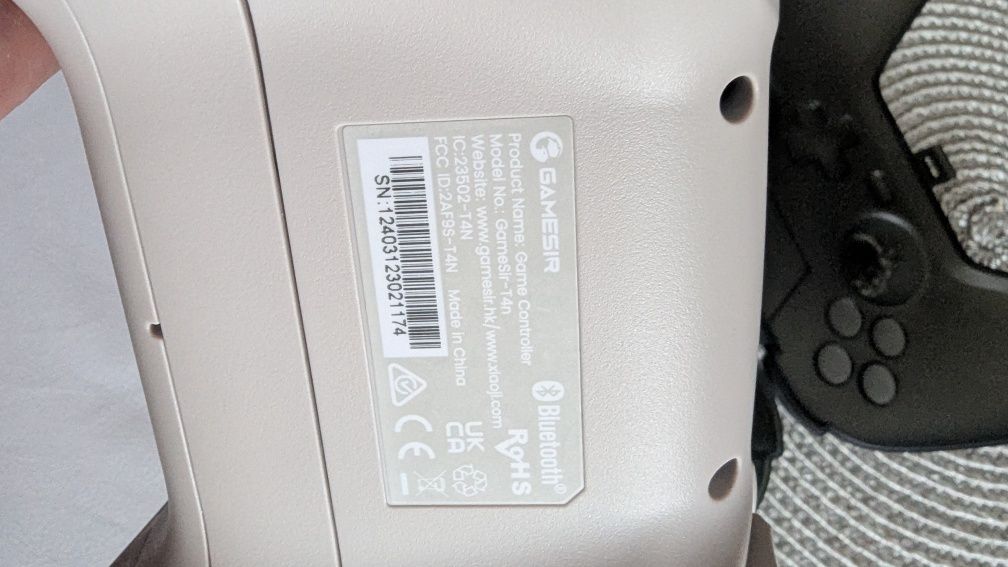 GAMESIR
Bluetooth®
Product Name: Game Controller
Model No.: GameSir-T4n
Website: www.gamesir.hk/www.xiaoji.com
IC:23502-T4N
FCC ID:2AF9S-T4N Made in China
RoHS
UK
CA
CE
SN:12403123021174